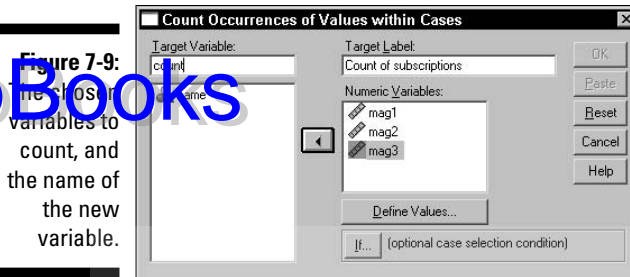 Figure 7-9:
The chosen
variables to
count, and
the name of
the new
variable.
Books
Count Occurrences of Values within Cases
Target Variable:
count
name
Target Label:
Count of subscriptions
Numeric Variables:
mag1
mag2
mag3
Define Values...
If... (optional case selection condition)
OK
Paste
Reset
Cancel
Help